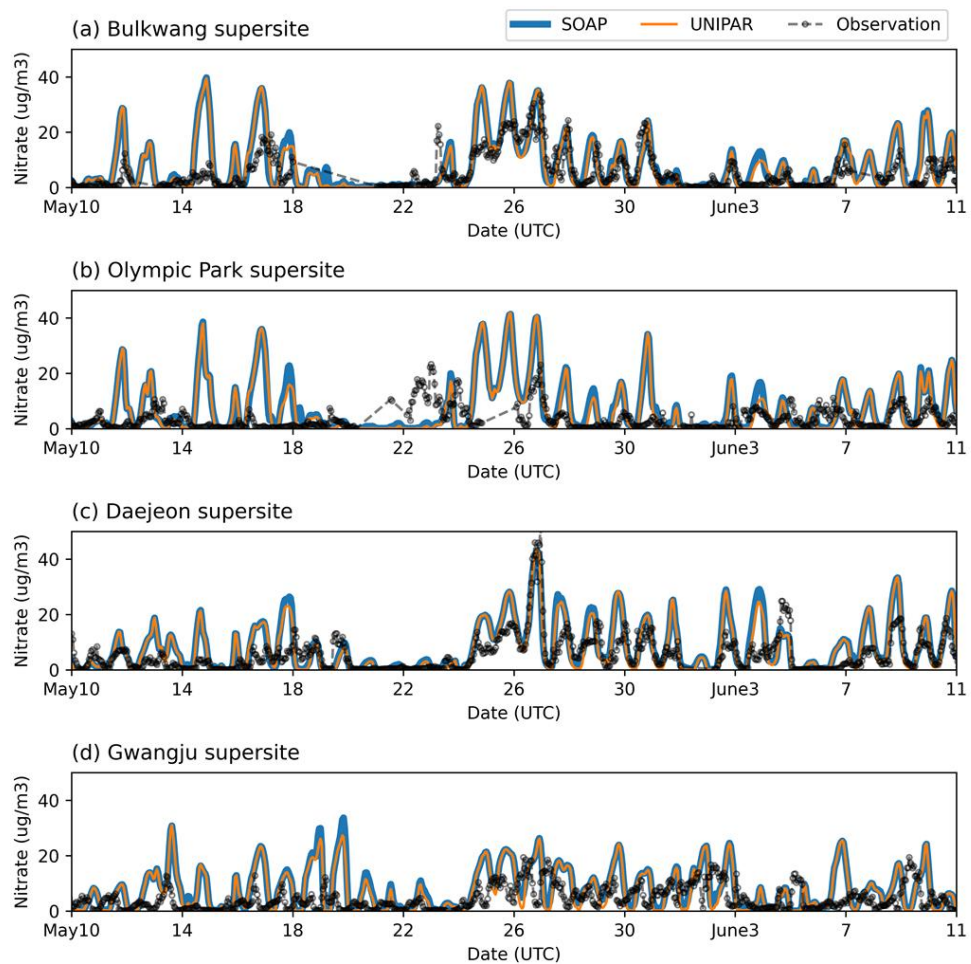 (a) Bulkwang supersite
SOAP UNIPAR Observation
Nitrate (ug/m3)
40
20
0
May10 14 18 22 26 30 June3 7 11
Date (UTC)
(b) Olympic Park supersite
Nitrate (ug/m3)
40
20
0
May10 14 18 22 26 30 June3 7 11
Date (UTC)
(c) Daejeon supersite
Nitrate (ug/m3)
40
20
0
May10 14 18 22 26 30 June3 7 11
Date (UTC)
(d) Gwangju supersite
Nitrate (ug/m3)
40
20
0
May10 14 18 22 26 30 June3 7 11
Date (UTC)